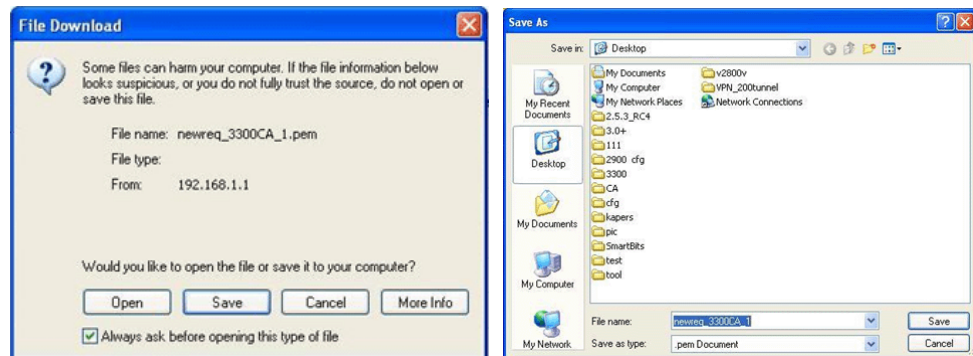 File Download
Some files can harm your computer. If the file information below
looks suspicious, or you do not fully trust the source, do not open or
save this file.
File name: newreq_3300CA_1.pem
File type:
From: 192.168.1.1
Would you like to open the file or save it to your computer?
Open Save Cancel More Info
Always ask before opening this type of file
Save As
Save in: Desktop
My Recent Documents
Desktop
My Documents
My Computer
My Network
My Documents
My Computer
My Network Places
2.5.3_RC4
3.0+
111
2900 cfg
3300
CA
cfg
kapers
pic
SmartBits
test
tool
v2800v
VPN_200tunnel
Network Connections
File name: newreq_3300CA_1 Save
Save as type: .pem Document Cancel